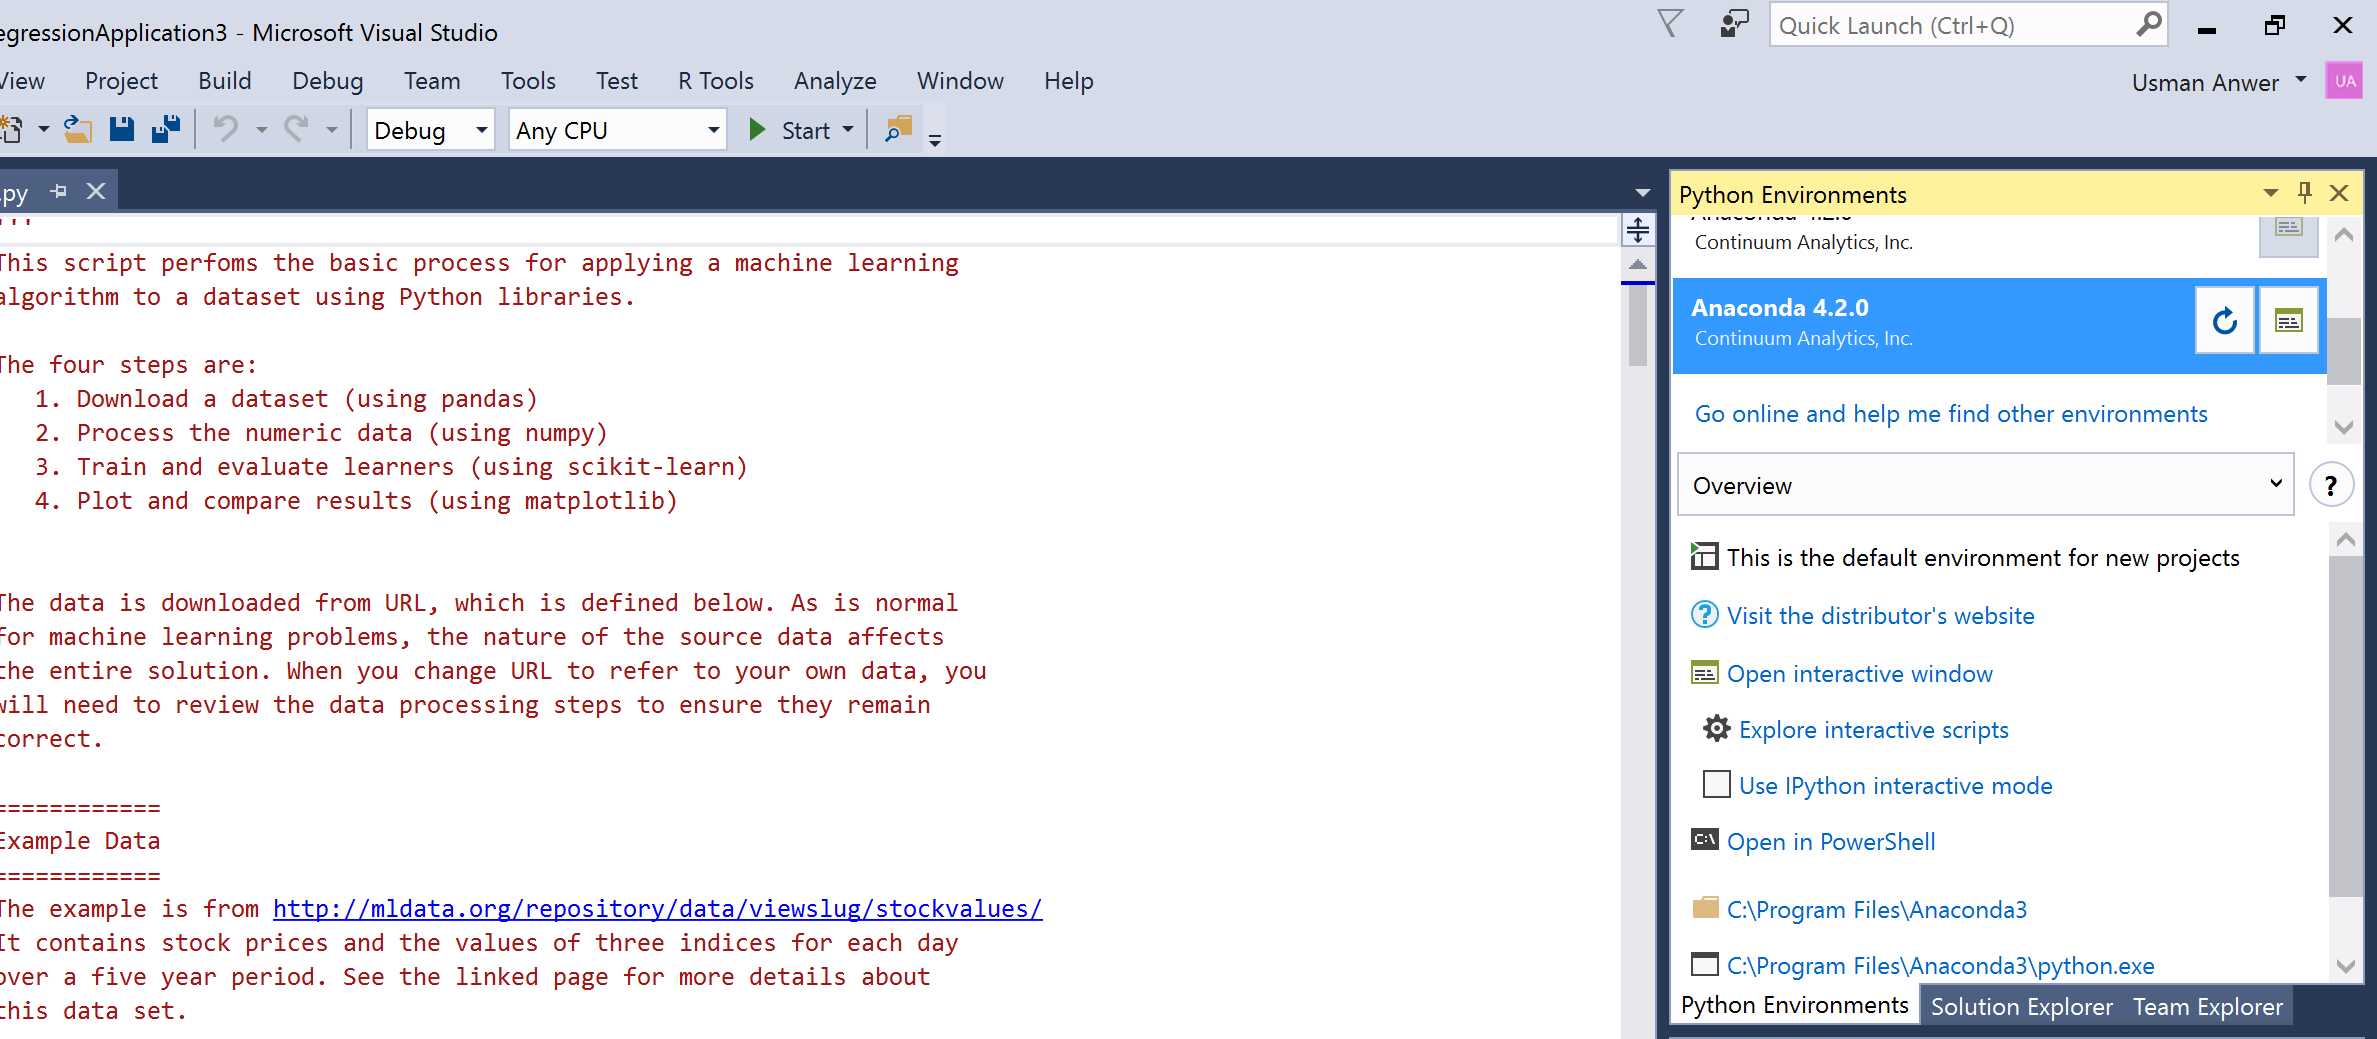 egressionApplication3 - Microsoft Visual Studio
Quick Launch (Ctrl+Q)
View Project Build Debug Team Tools Test R Tools Analyze Window Help
Usman Anwer UA
Debug Any CPU Start
.py
'''
This script perfoms the basic process for applying a machine learning
algorithm to a dataset using Python libraries.
The four steps are:
1. Download a dataset (using pandas)
2. Process the numeric data (using numpy)
3. Train and evaluate learners (using scikit-learn)
4. Plot and compare results (using matplotlib)
The data is downloaded from URL, which is defined below. As is normal
for machine learning problems, the nature of the source data affects
the entire solution. When you change URL to refer to your own data, you
will need to review the data processing steps to ensure they remain
correct.
============
Example Data
============
The example is from http://mldata.org/repository/data/viewslug/stockvalues/
It contains stock prices and the values of three indices for each day
over a five year period. See the linked page for more details about
this data set.
Python Environments
Anaconda 4.2.0
Continuum Analytics, Inc.
Anaconda 4.2.0
Continuum Analytics, Inc.
Go online and help me find other environments
Overview
?
This is the default environment for new projects
? Visit the distributor's website
Open interactive window
Explore interactive scripts
Use IPython interactive mode
C:\ Open in PowerShell
C:\Program Files\Anaconda3
C:\Program Files\Anaconda3\python.exe
Python Environments Solution Explorer Team Explorer